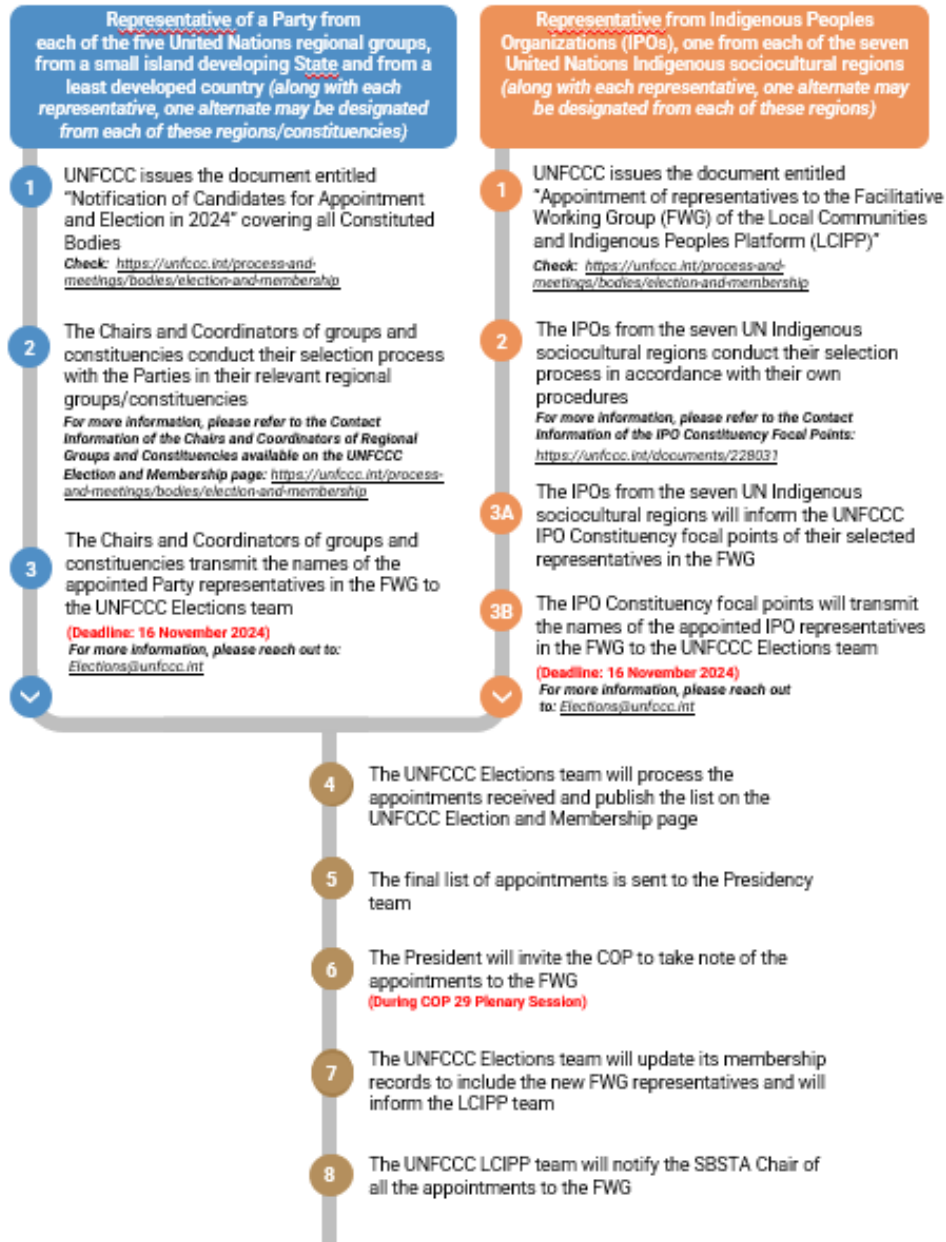 Representative of a Party from
each of the five United Nations regional groups,
from a small island developing State and from a
least developed country (along with each
representative, one alternate may be designated
from each of these regions/constituencies)
1
UNFCCC issues the document entitled
“Notification of Candidates for Appointment
and Election in 2024” covering all Constituted
Bodies
Check: https://unfccc.int/process-and-
meetings/bodies/election-and-membership
2
The Chairs and Coordinators of groups and
constituencies conduct their selection process
with the Parties in their relevant regional
groups/constituencies
For more information, please refer to the Contact
Information of the Chairs and Coordinators of Regional
Groups and Constituencies available on the UNFCCC
Election and Membership page: https://unfccc.int/process-
and-meetings/bodies/election-and-membership
3
The Chairs and Coordinators of groups and
constituencies transmit the names of the
appointed Party representatives in the FWG to
the UNFCCC Elections team
(Deadline: 16 November 2024)
For more information, please reach out to:
Elections@unfccc.int
Representative from Indigenous Peoples
Organizations (IPOs), one from each of the seven
United Nations Indigenous sociocultural regions
(along with each representative, one alternate may
be designated from each of these regions)
1
UNFCCC issues the document entitled
“Appointment of representatives to the Facilitative
Working Group (FWG) of the Local Communities
and Indigenous Peoples Platform (LCIPP)”
Check: https://unfccc.int/process-and-
meetings/bodies/election-and-membership
2
The IPOs from the seven UN Indigenous
sociocultural regions conduct their selection
process in accordance with their own
procedures
For more information, please refer to the Contact
Information of the IPO Constituency Focal Points:
https://unfccc.int/documents/228031
3A
The IPOs from the seven UN Indigenous
sociocultural regions will inform the UNFCCC
IPO Constituency focal points of their selected
representatives in the FWG
3B
The IPO Constituency focal points will transmit
the names of the appointed IPO representatives
in the FWG to the UNFCCC Elections team
(Deadline: 16 November 2024)
For more information, please reach out
to: Elections@unfccc.int
4
The UNFCCC Elections team will process the
appointments received and publish the list on the
UNFCCC Election and Membership page
5
The final list of appointments is sent to the Presidency
team
6
The President will invite the COP to take note of the
appointments to the FWG
(During COP 29 Plenary Session)
7
The UNFCCC Elections team will update its membership
records to include the new FWG representatives and will
inform the LCIPP team
8
The UNFCCC LCIPP team will notify the SBSTA Chair of
all the appointments to the FWG